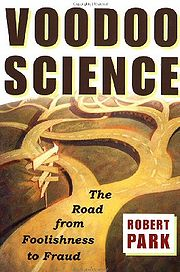 VOODOO
SCIENCE
The
Road
from
Foolishness
to Fraud
ROBERT
PARK